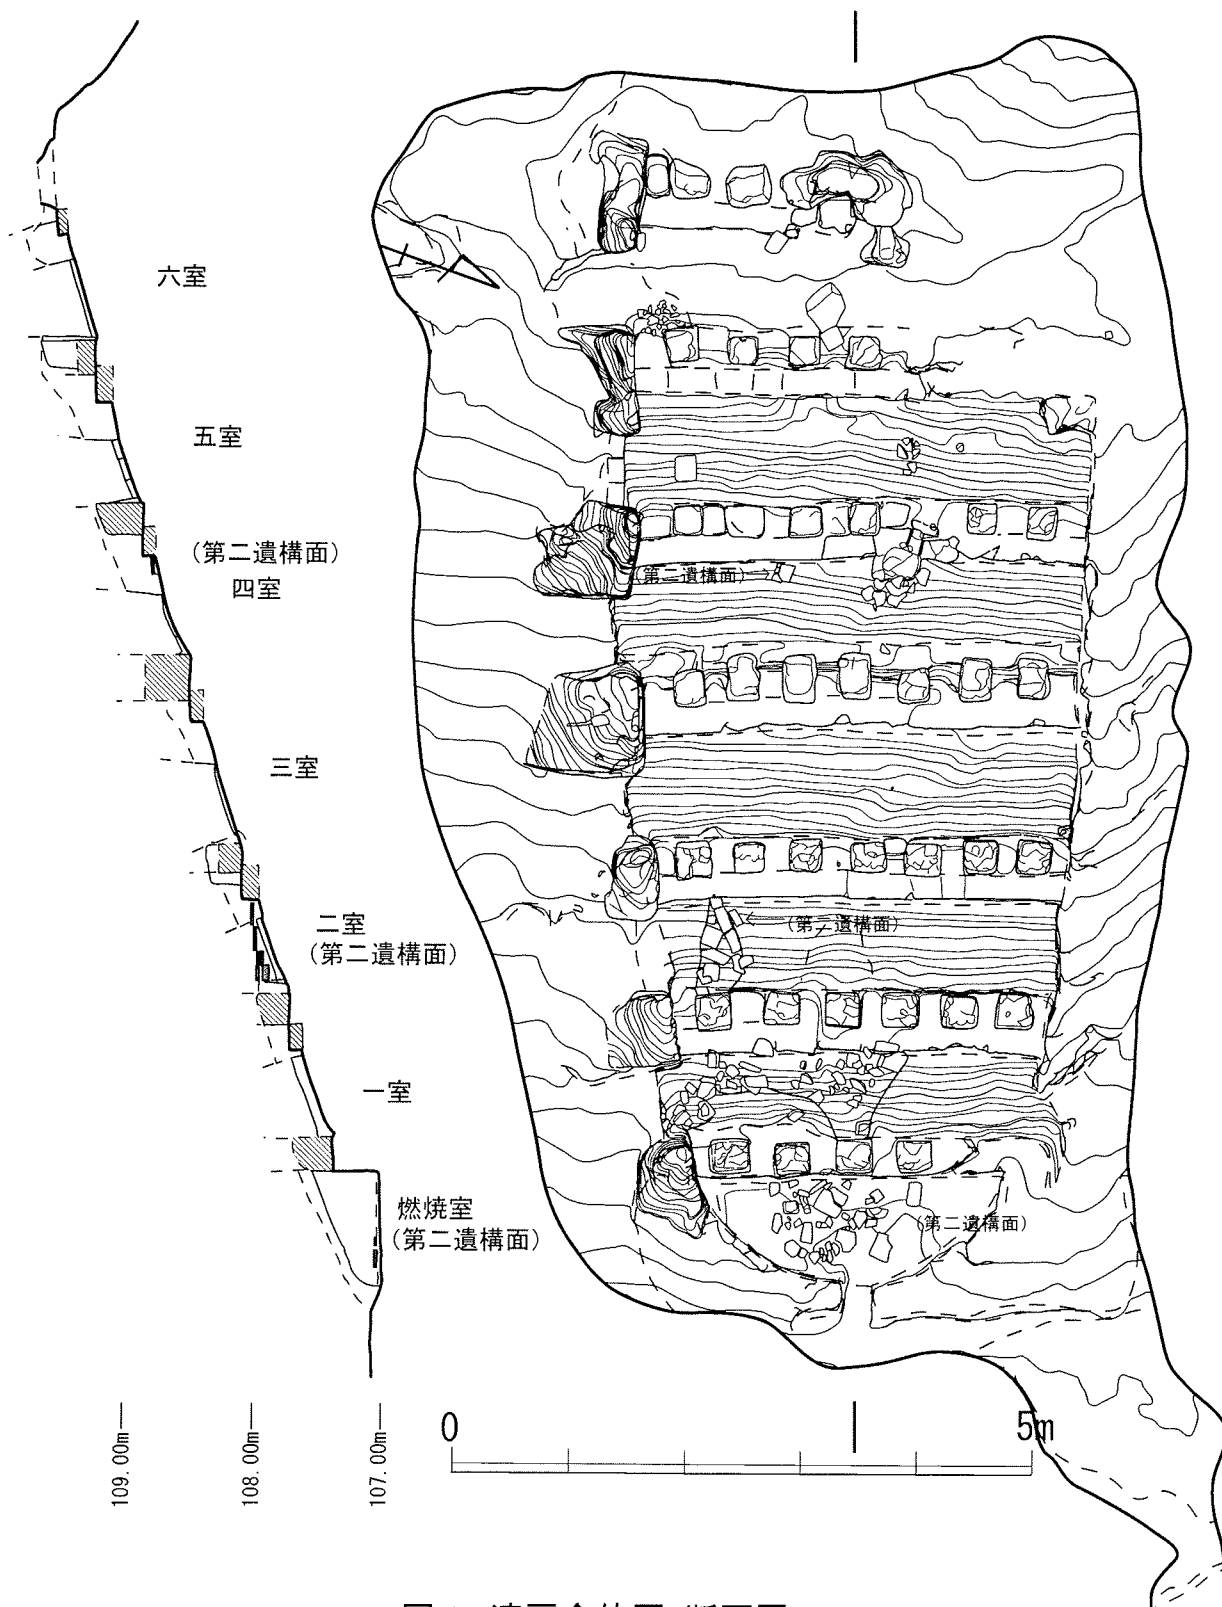 六室
五室
(第二遺構面)
四室
(第二遺構面)
三室
二室
(第二遺構面)
(第二遺構面)
一室
燃焼室
(第二遺構面)
(第二遺構面)
109.00m
108.00m
107.00m
0
5m